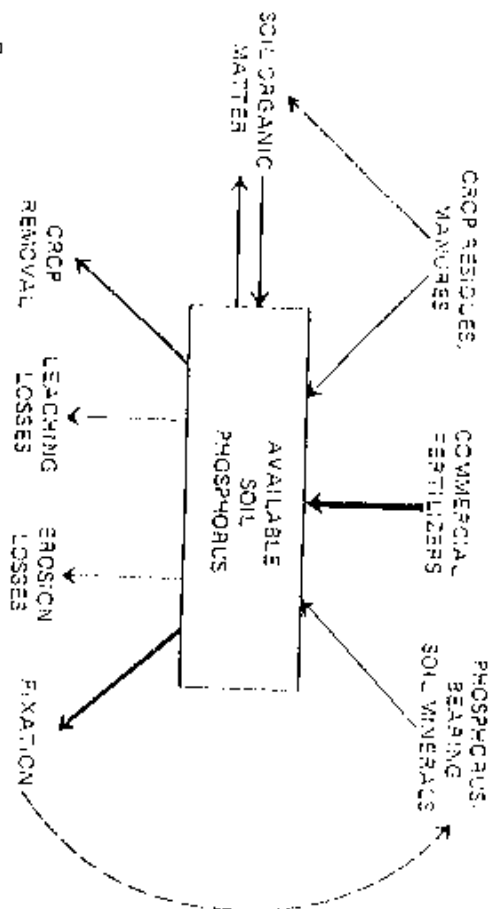 CROP RESIDUES,
MANURES
COMMERCIAL
FERTILIZERS
PHOSPHORUS-
BEARING
SOIL MINERALS
SOIL ORGANIC
MATTER
AVAILABLE
SOIL
PHOSPHORUS
CROP
REMOVAL
LEACHING
LOSSES
EROSION
LOSSES
FIXATION